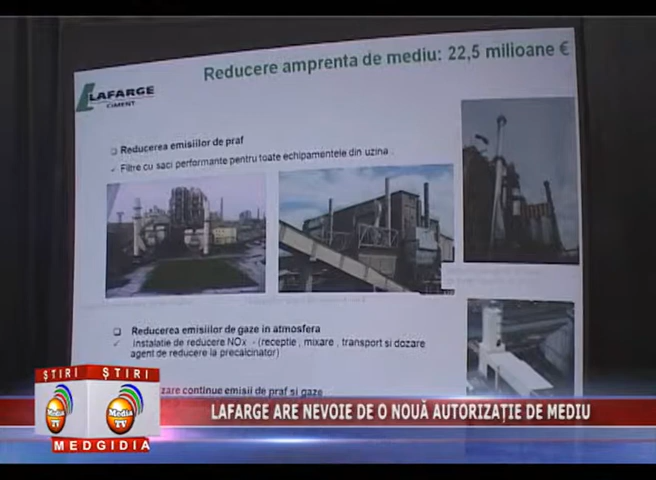 Reducere amprenta de mediu: 22,5 milioane €
LAFARGE
CIMENT
Reducerea emisiilor de praf
Filtre cu saci performante pentru toate echipamentele din uzina .
Reducerea emisiilor de gaze in atmosfera
Instalatie de reducere NOx - (receptie , mixare , transport si dozare
agent de reducere la precalcinator)
zare continue emisii de praf si gaze
ȘTIRI ȘTIRI
Media TV Media TV
MEDGIDIA
LAFARGE ARE NEVOIE DE O NOUĂ AUTORIZAȚIE DE MEDIU